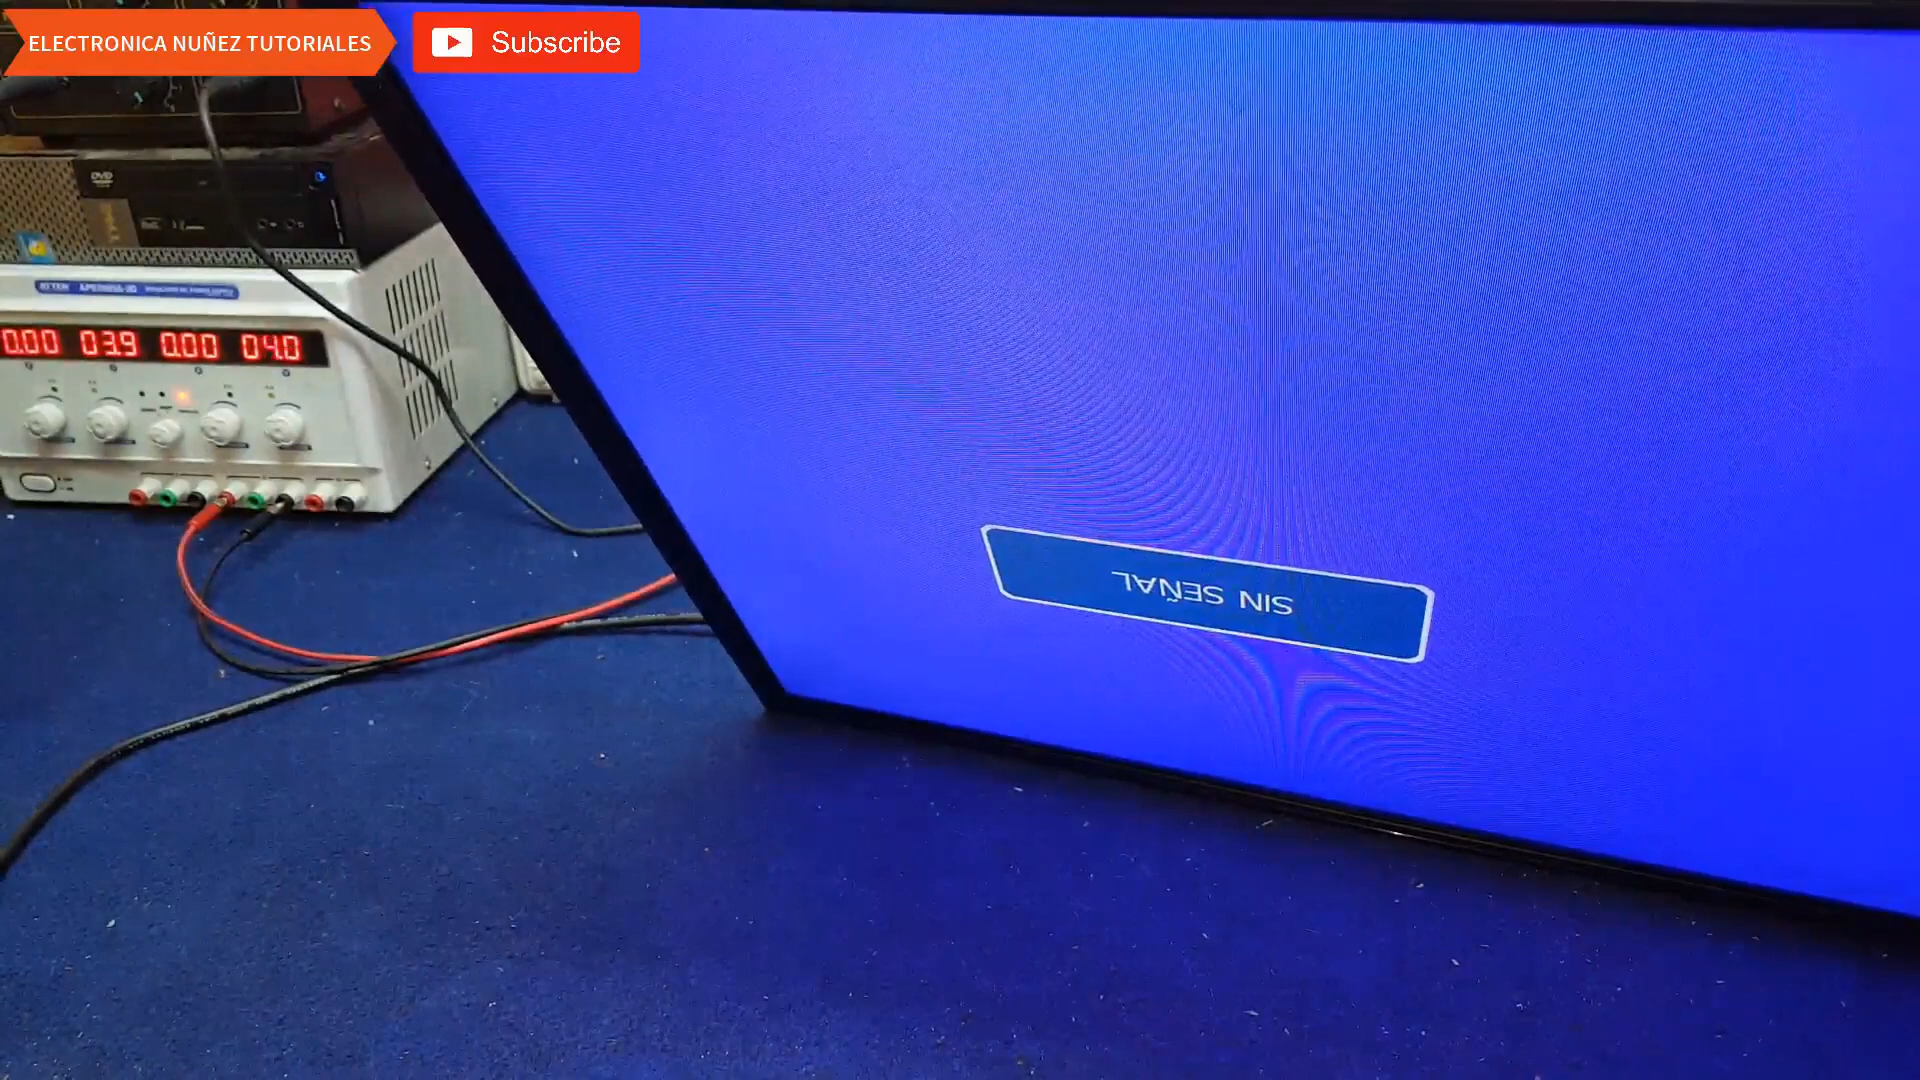 ELECTRONICA NUÑEZ TUTORIALES
Subscribe
DVD
0.00 03.9 0.00 04.0
SIN SEÑAL